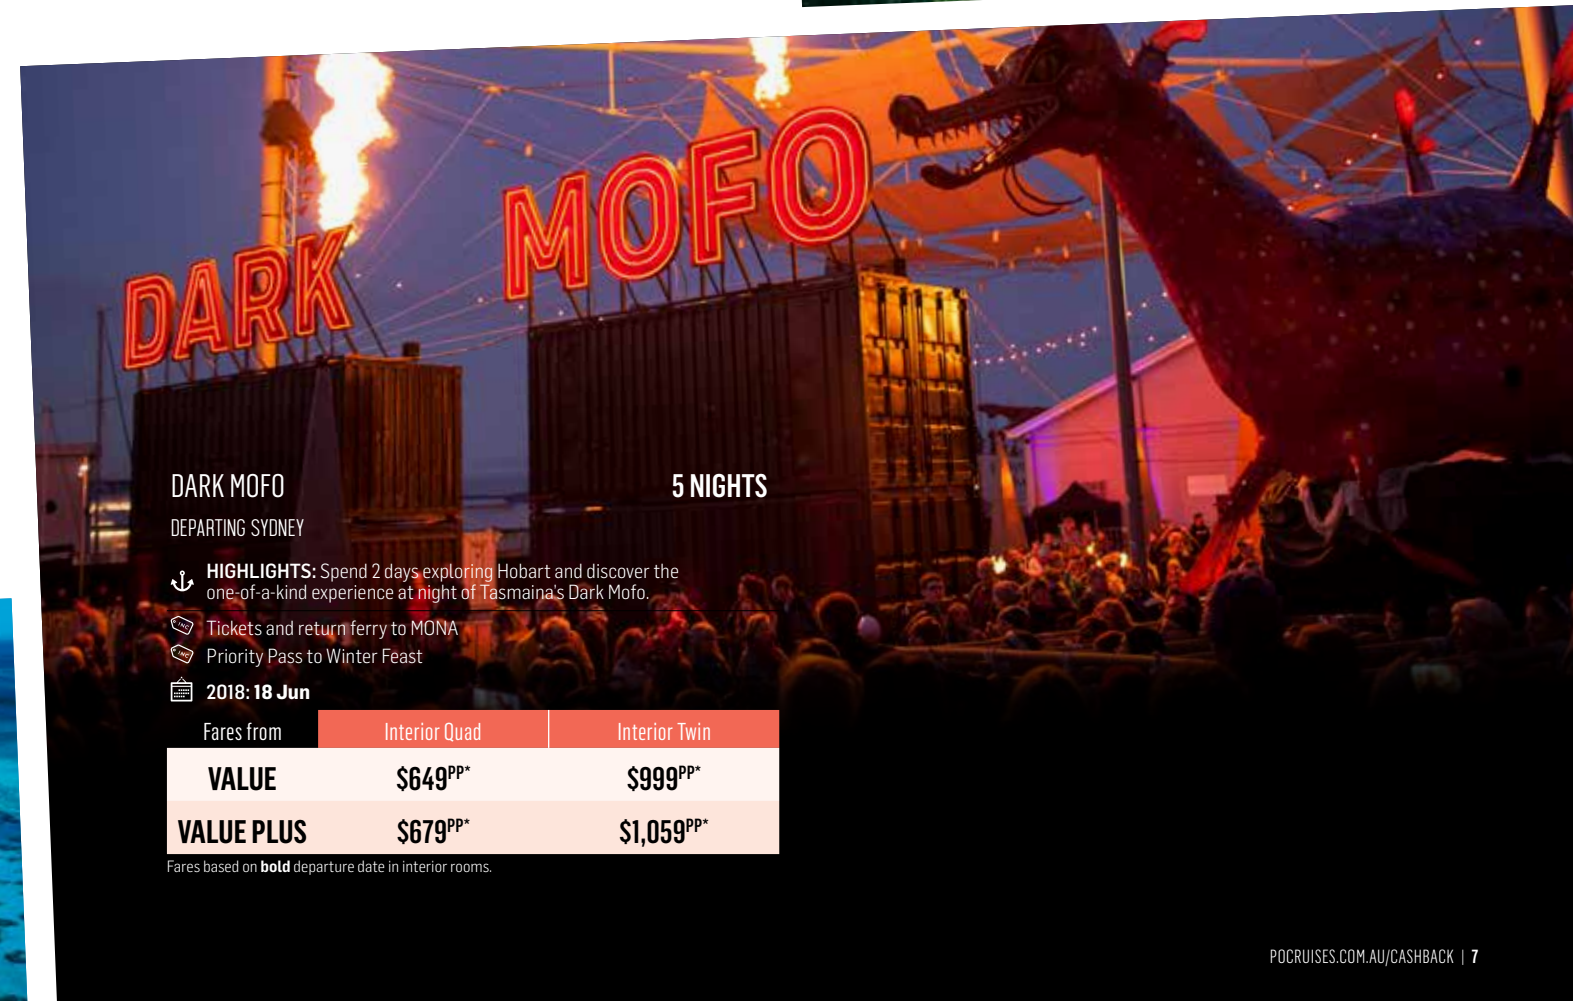 DARK
MOFO
DARK MOFO
5 NIGHTS
DEPARTING SYDNEY
HIGHLIGHTS: Spend 2 days exploring Hobart and discover the
one-of-a-kind experience at night of Tasmaina's Dark Mofo.
INC Tickets and return ferry to MONA
INC Priority Pass to Winter Feast
2018: 18 Jun
Fares from Interior Quad Interior Twin
VALUE $649PP* $999PP*
VALUE PLUS $679PP* $1,059PP*
Fares based on bold departure date in interior rooms.
POCRUISES.COM.AU/CASHBACK | 7